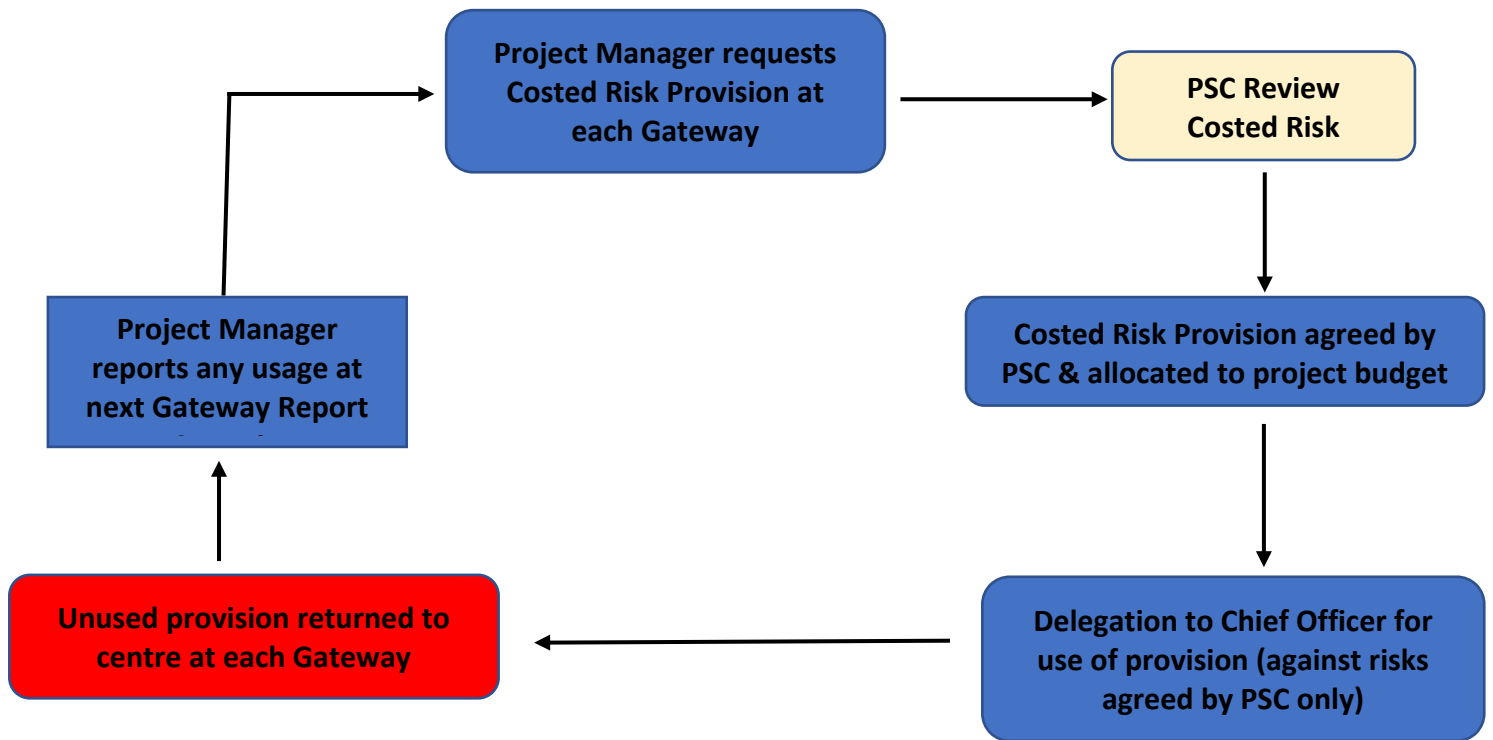 Project Manager requests
Costed Risk Provision at
each Gateway
PSC Review
Costed Risk
Costed Risk Provision agreed by
PSC & allocated to project budget
Delegation to Chief Officer for
use of provision (against risks
agreed by PSC only)
Unused provision returned to
centre at each Gateway
Project Manager
reports any usage at
next Gateway Report